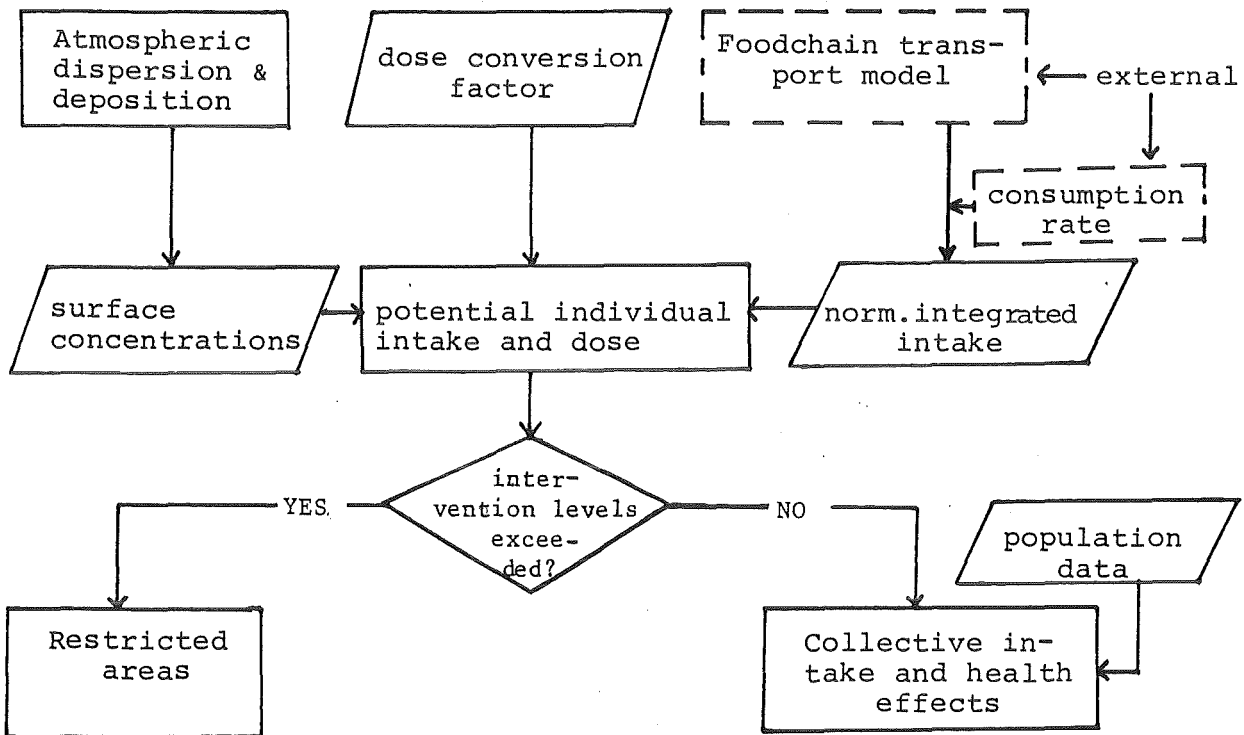 Atmospheric
dispersion &
deposition
dose conversion
factor
Foodchain trans-
port model
external
consumption
rate
surface
concentrations
potential individual
intake and dose
norm.integrated
intake
inter-
vention levels
excee-
ded?
YES
NO
population
data
Restricted
areas
Collective in-
take and health
effects